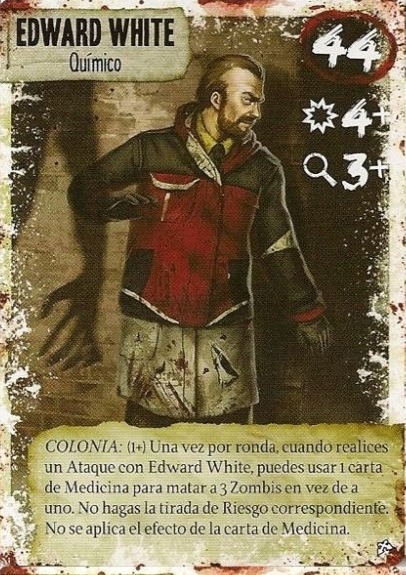 EDWARD WHITE
Químico
44
4+
3+
COLONIA: (1+) Una vez por ronda, cuando realices
un Ataque con Edward White, puedes usar 1 carta
de Medicina para matar a 3 Zombis en vez de a
uno. No hagas la tirada de Riesgo correspondiente.
No se aplica el efecto de la carta de Medicina.